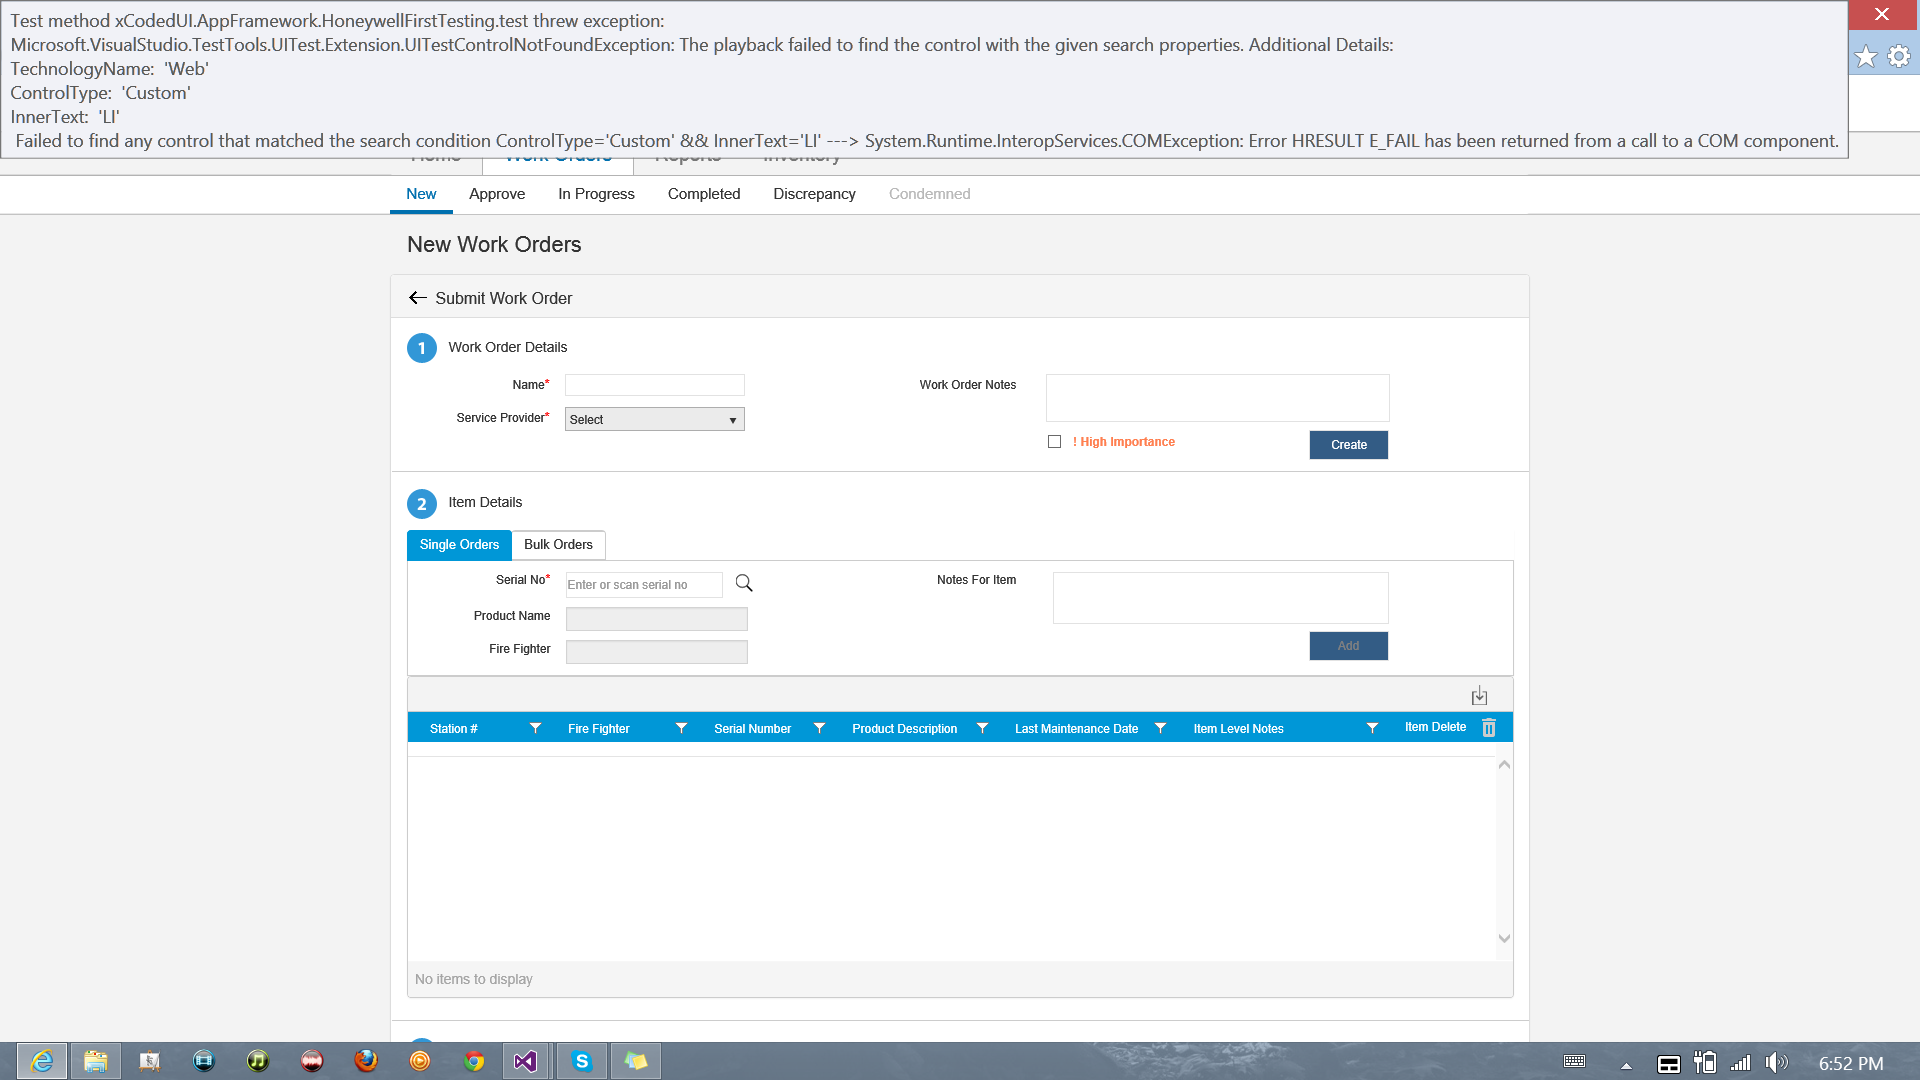 Test method xCodedUI.AppFramework.HoneywellFirstTesting.test threw exception:
Microsoft.VisualStudio.TestTools.UITest.Extension.UITestControlNotFoundException: The playback failed to find the control with the given search properties. Additional Details:
TechnologyName:  'Web'
ControlType:  'Custom'
InnerText:  'LI'
Failed to find any control that matched the search condition ControlType='Custom' && InnerText='LI' ---> System.Runtime.InteropServices.COMException: Error HRESULT E_FAIL has been returned from a call to a COM component.
Home Work Orders Reports Inventory
New Approve In Progress Completed Discrepancy Condemned
New Work Orders
Submit Work Order
1 Work Order Details
Name* Work Order Notes
Service Provider* Select
! High Importance Create
2 Item Details
Single Orders Bulk Orders
Serial No* Enter or scan serial no Notes For Item
Product Name
Fire Fighter Add
Station # Fire Fighter Serial Number Product Description Last Maintenance Date Item Level Notes Item Delete
No items to display
6:52 PM